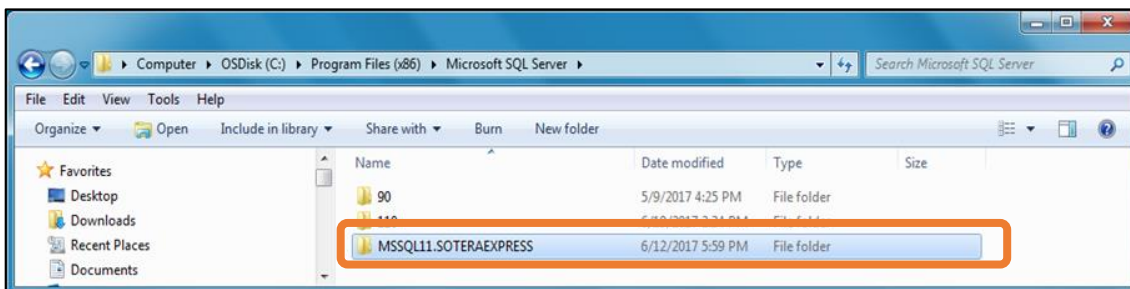 Computer ▸ OSDisk (C:) ▸ Program Files (x86) ▸ Microsoft SQL Server ▸ Search Microsoft SQL Server
File Edit View Tools Help
Organize ▾ Open Include in library ▾ Share with ▾ Burn New folder
Favorites
Desktop
Downloads
Recent Places
Documents
Name Date modified Type Size
90 5/9/2017 4:25 PM File folder
MSSQL11.SOTERAEXPRESS 6/12/2017 5:59 PM File folder